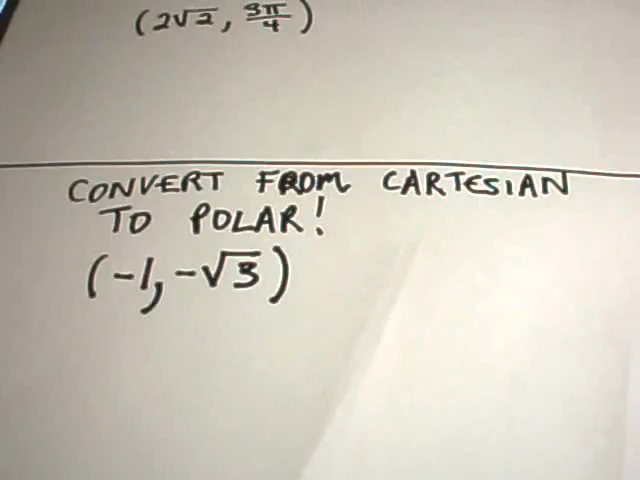 (2√2, 3π/4)
CONVERT FROM CARTESIAN
TO POLAR!
(-1, -√3)